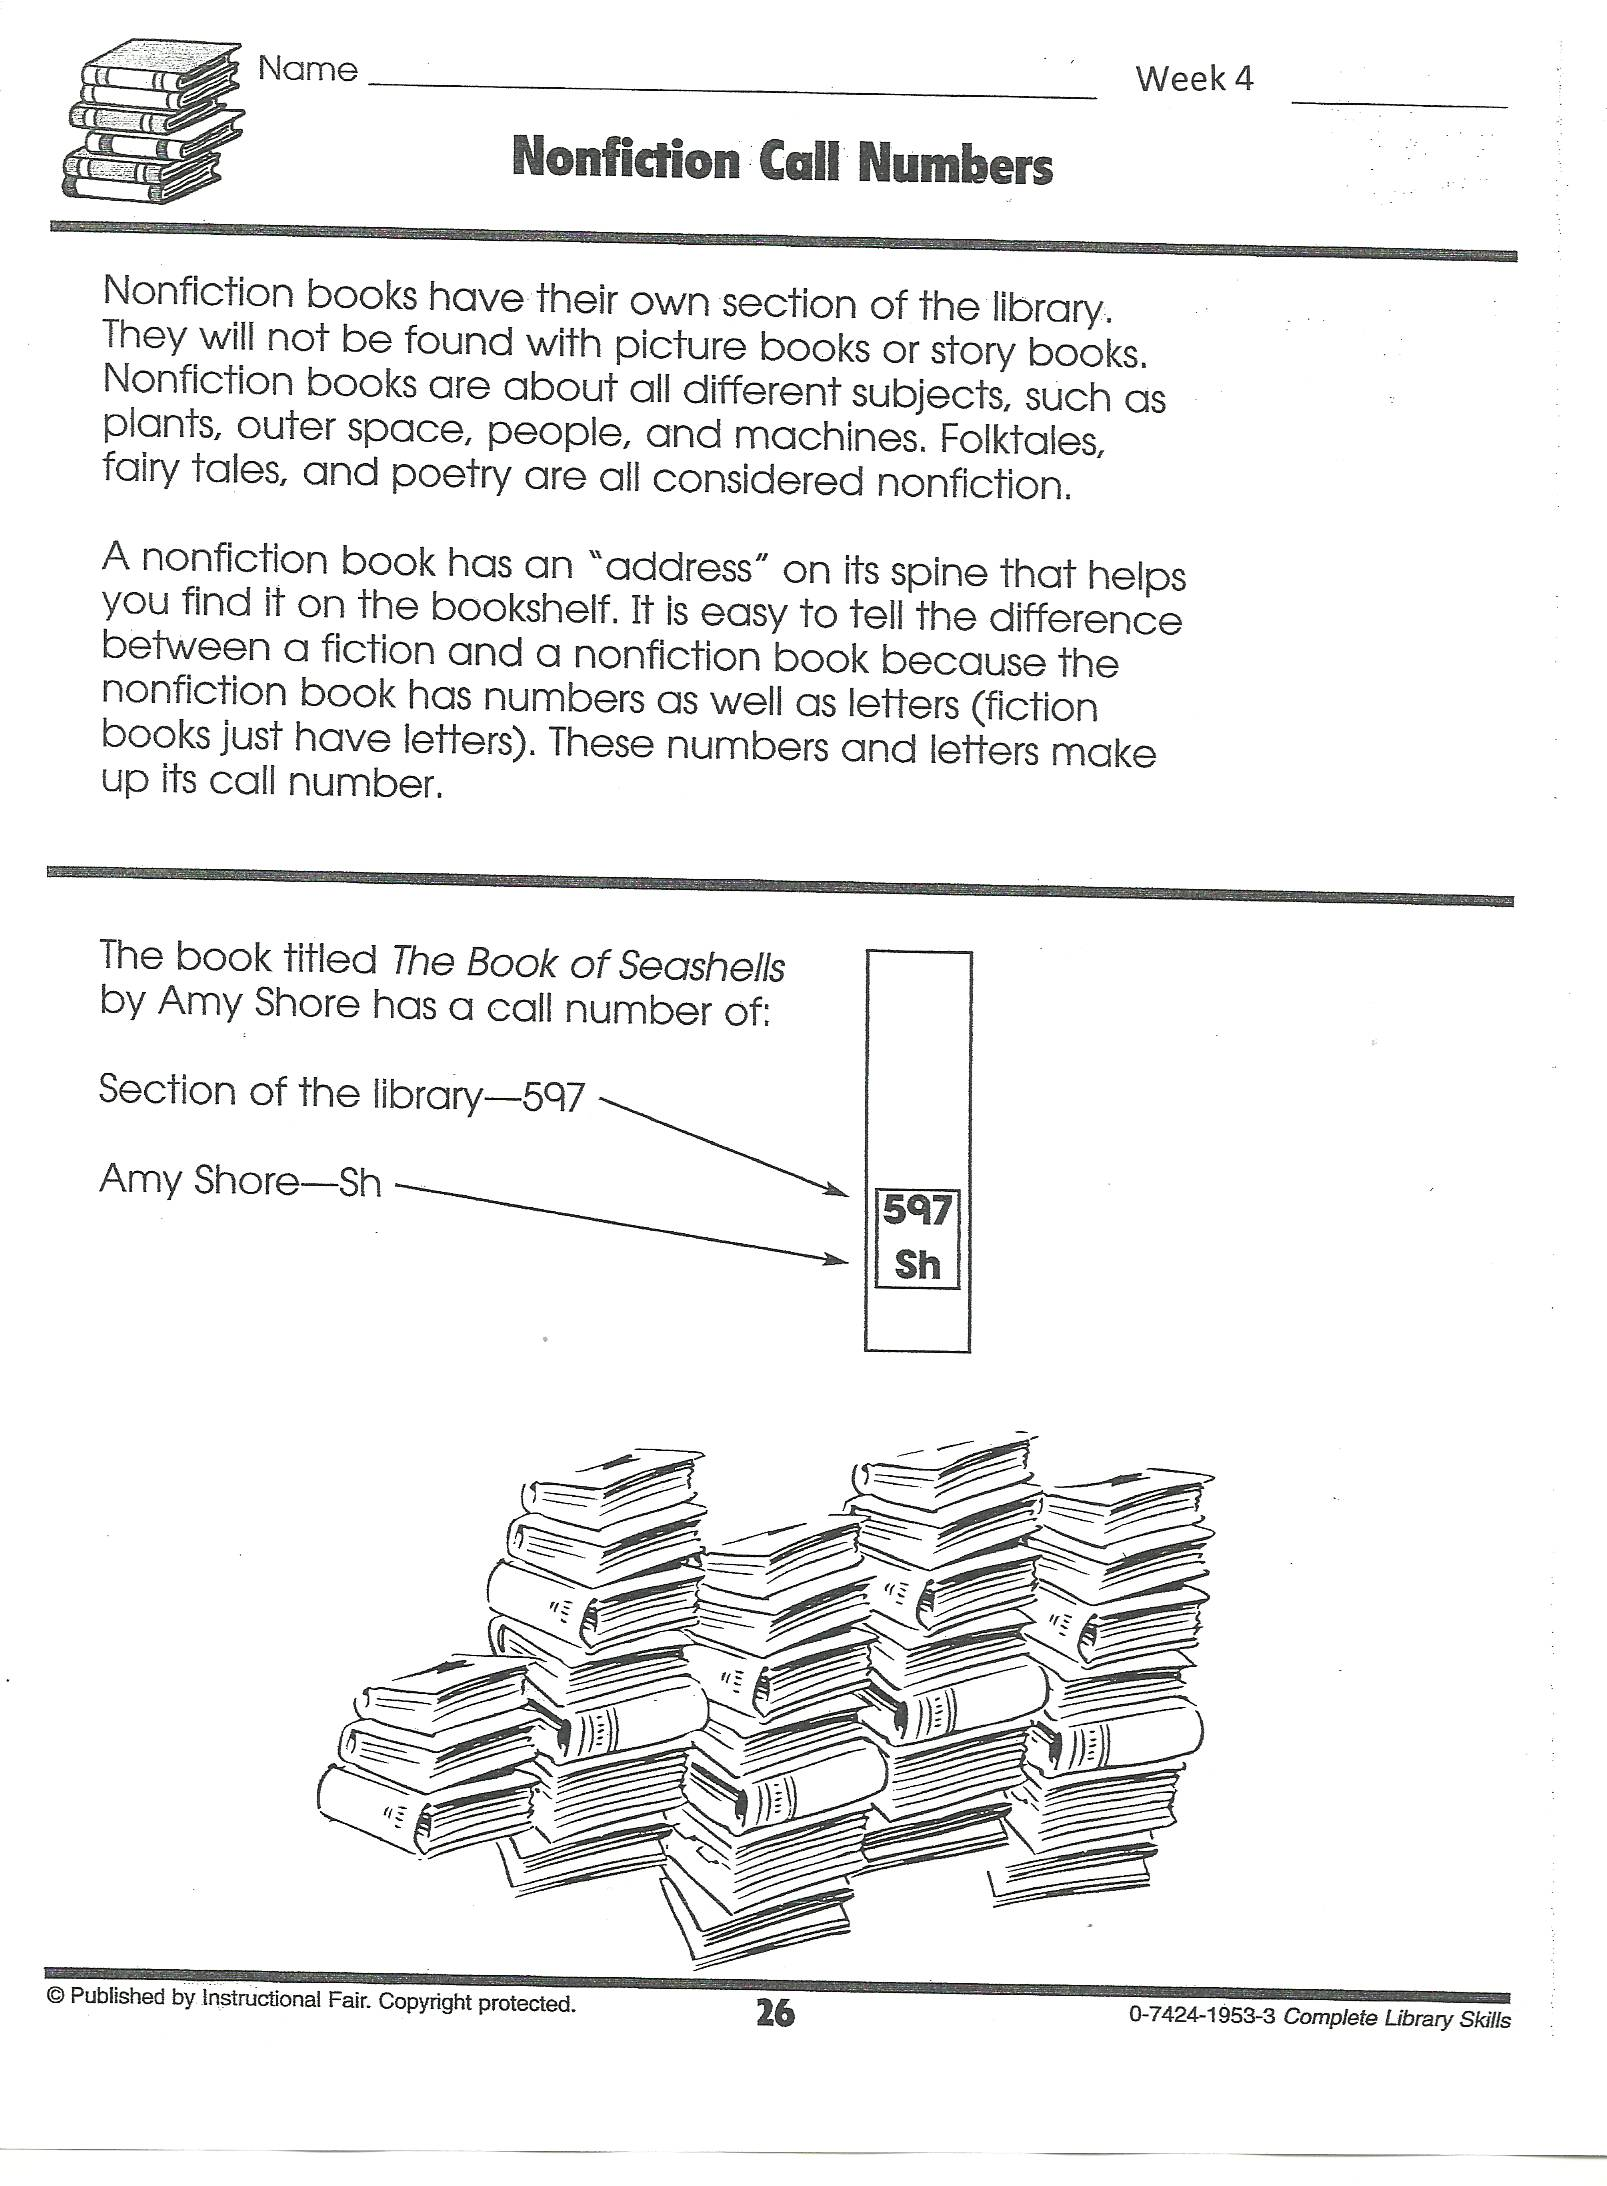 Name
Week 4
Nonfiction Call Numbers
Nonfiction books have their own section of the library.
They will not be found with picture books or story books.
Nonfiction books are about all different subjects, such as
plants, outer space, people, and machines. Folktales,
fairy tales, and poetry are all considered nonfiction.
A nonfiction book has an “address” on its spine that helps
you find it on the bookshelf. It is easy to tell the difference
between a fiction and a nonfiction book because the
nonfiction book has numbers as well as letters (fiction
books just have letters). These numbers and letters make
up its call number.
The book titled The Book of Seashells
by Amy Shore has a call number of:
Section of the library—597
Amy Shore—Sh
597
Sh
© Published by Instructional Fair. Copyright protected.
26
0-7424-1953-3 Complete Library Skills